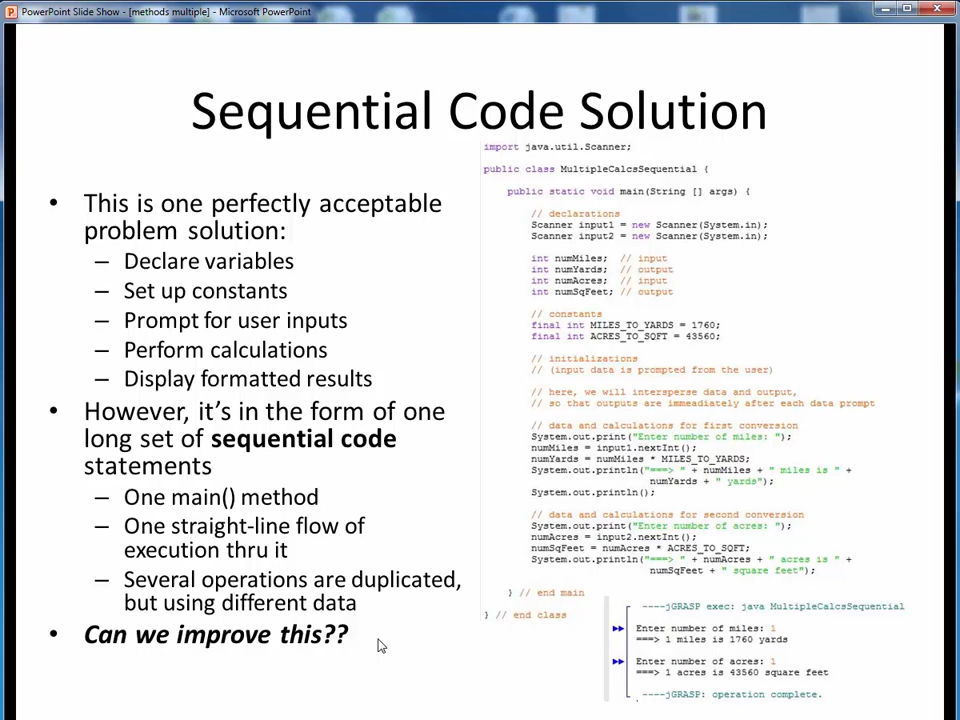 PowerPoint Slide Show - [methods multiple] - Microsoft PowerPoint
Sequential Code Solution
• This is one perfectly acceptable
problem solution:
– Declare variables
– Set up constants
– Prompt for user inputs
– Perform calculations
– Display formatted results
• However, it's in the form of one
long set of sequential code
statements
– One main() method
– One straight-line flow of
execution thru it
– Several operations are duplicated,
but using different data
• Can we improve this??
import java.util.Scanner;
public class MultipleCalcsSequential {
public static void main(String [] args) {
// declarations
Scanner input1 = new Scanner(System.in);
Scanner input2 = new Scanner(System.in);
int numMiles; // input
int numYards; // output
int numAcres; // input
int numSqFeet; // output
// constants
final int MILES_TO_YARDS = 1760;
final int ACRES_TO_SQFT = 43560;
// initializations
// (input data is prompted from the user)
// here, we will intersperse data and output,
// so that outputs are immeadiately after each data prompt
// data and calculations for first conversion
System.out.print("Enter number of miles: ");
numMiles = input1.nextInt();
numYards = numMiles * MILES_TO_YARDS;
System.out.println("===> " + numMiles + " miles is " +
numYards + " yards");
System.out.println();
// data and calculations for second conversion
System.out.print("Enter number of acres: ");
numAcres = input2.nextInt();
numSqFeet = numAcres * ACRES_TO_SQFT;
System.out.println("===> " + numAcres + " acres is " +
numSqFeet + " square feet");
} // end main
} // end class
----jGRASP exec: java MultipleCalcsSequential
Enter number of miles: 1
===> 1 miles is 1760 yards
Enter number of acres: 1
===> 1 acres is 43560 square feet
----jGRASP: operation complete.